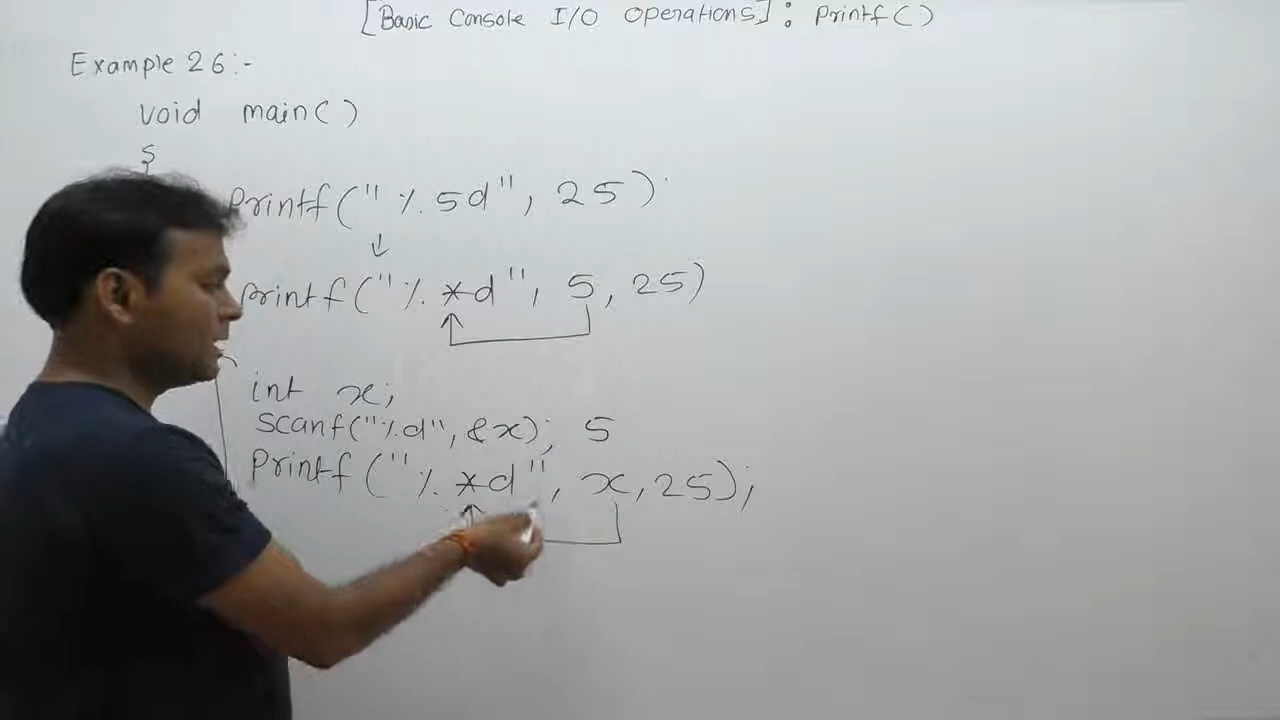 [Basic Console I/O Operations] : printf()
Example 26:-
void main()
{
printf("%5d", 25);
printf("%*d", 5, 25)
int x;
scanf("%d", &x); 5
printf("%*d", x, 25);